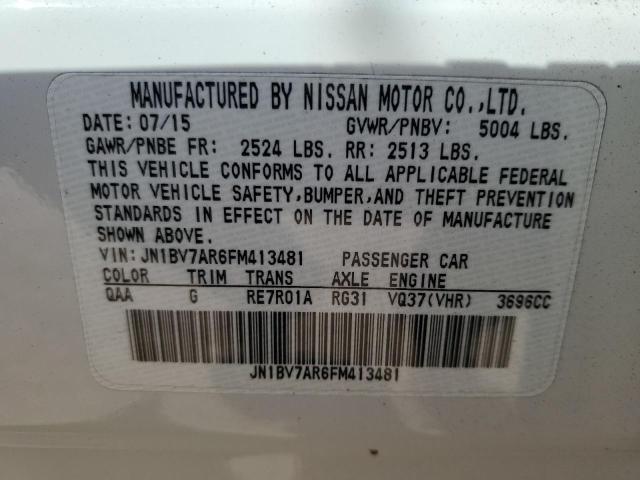 MANUFACTURED BY NISSAN MOTOR CO.,LTD.
DATE: 07/15 GVWR/PNBV: 5004 LBS.
GAWR/PNBE FR: 2524 LBS. RR: 2513 LBS.
THIS VEHICLE CONFORMS TO ALL APPLICABLE FEDERAL
MOTOR VEHICLE SAFETY,BUMPER,AND THEFT PREVENTION
STANDARDS IN EFFECT ON THE DATE OF MANUFACTURE
SHOWN ABOVE.
VIN:JN1BV7AR6FM413481 PASSENGER CAR
COLOR TRIM TRANS AXLE ENGINE
QAA G RE7R01A RG31 VQ37(VHR) 3696CC
JN1BV7AR6FM413481